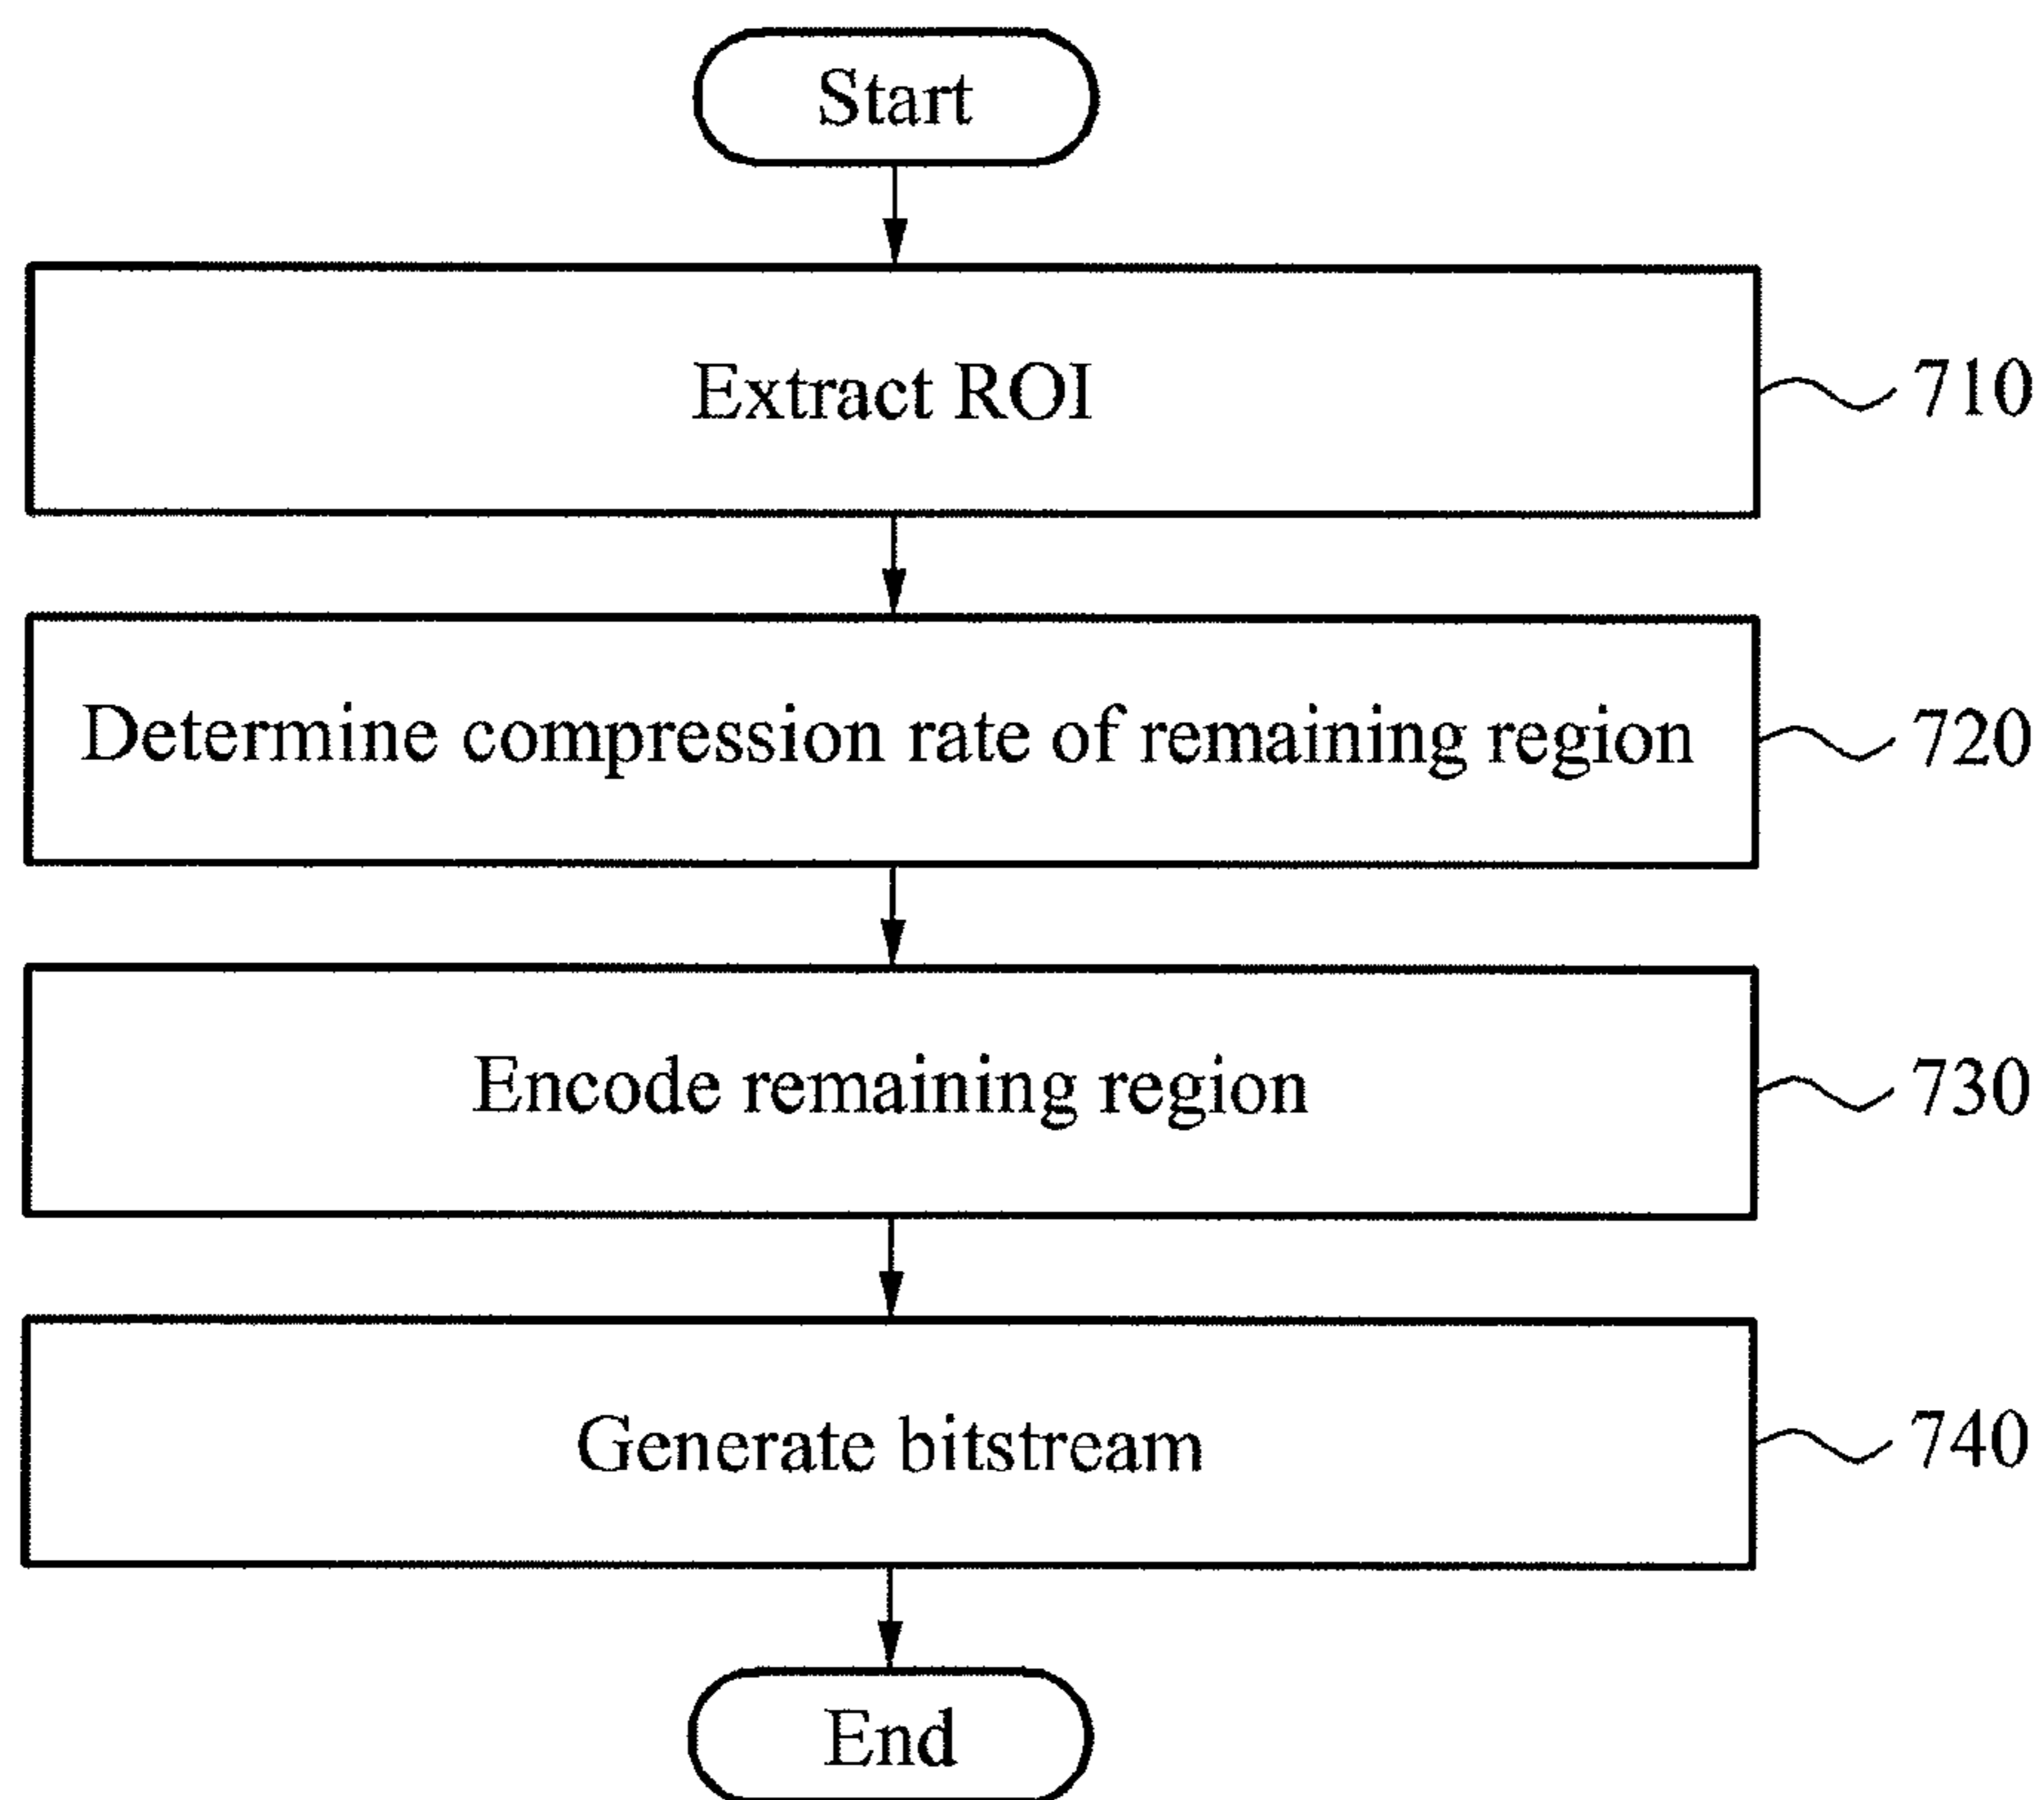 Start
Extract ROI
710
Determine compression rate of remaining region
720
Encode remaining region
730
Generate bitstream
740
End